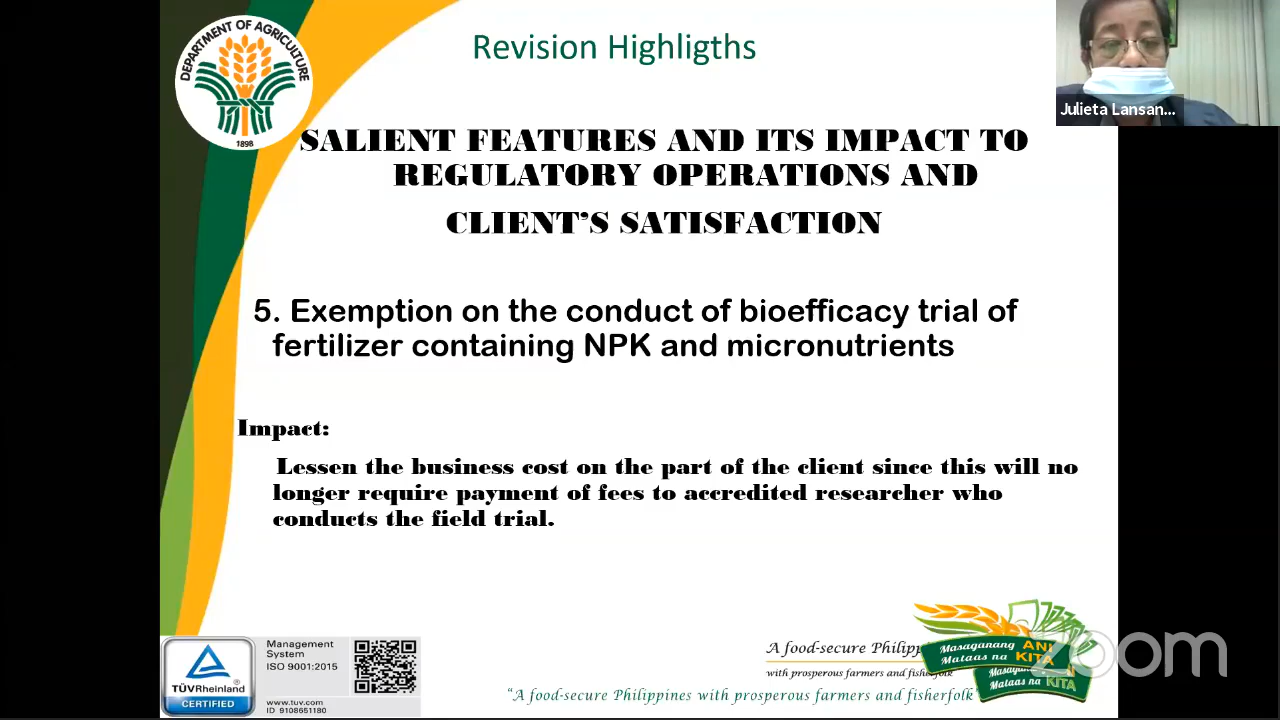 DEPARTMENT OF AGRICULTURE
1898
Revision Highligths
Julieta Lansan...
SALIENT FEATURES AND ITS IMPACT TO
REGULATORY OPERATIONS AND
CLIENT'S SATISFACTION
5. Exemption on the conduct of bioefficacy trial of
fertilizer containing NPK and micronutrients
Impact:
Lessen the business cost on the part of the client since this will no
longer require payment of fees to accredited researcher who
conducts the field trial.
TÜVRheinland
CERTIFIED
Management
System
ISO 9001:2015
www.tuv.com
ID 9108651180
A food-secure
with prosperous farmers and
"A food-secure Philippines with prosperous farmers and fisherfolk"
Masaganang ANI
Mataas na KITA
Mataas na KITA
zoom